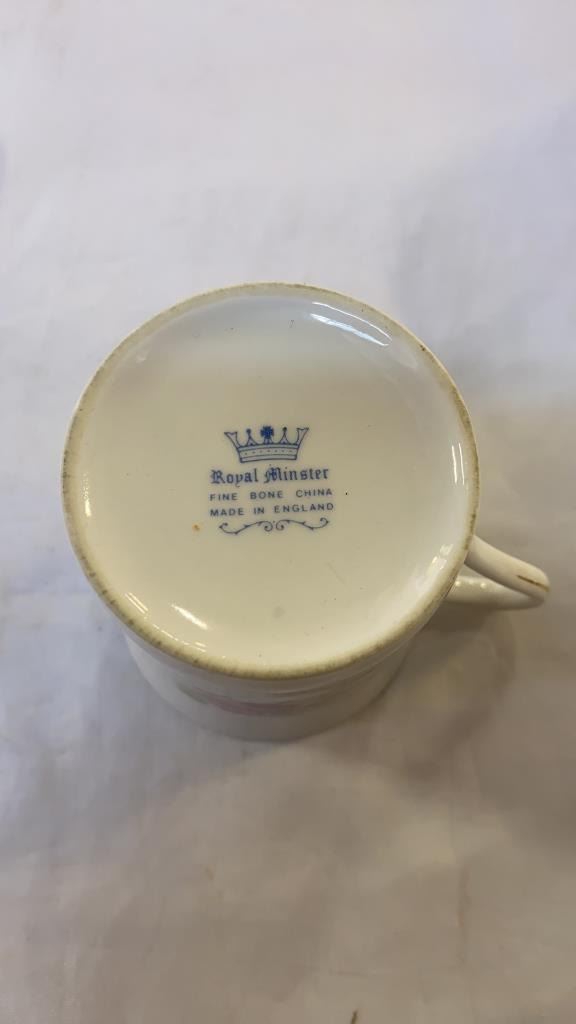 Royal Minster
FINE BONE CHINA
MADE IN ENGLAND